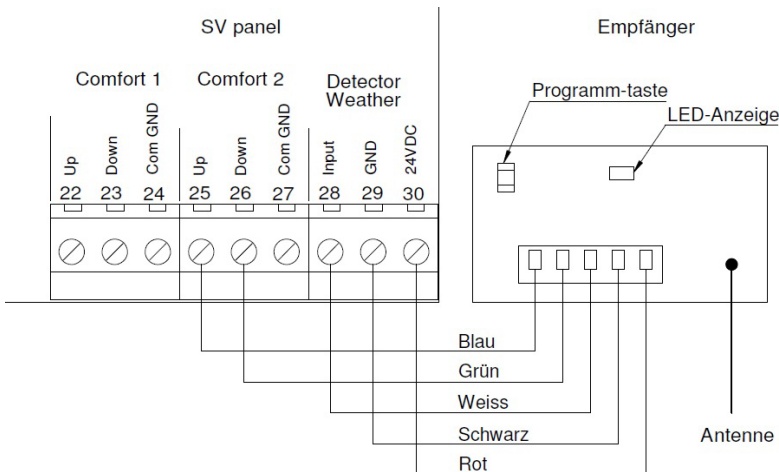 SV panel
Empfänger
Comfort 1 Comfort 2 Detector
Weather
Up Down Com GND Up Down Com GND Input GND 24VDC
22 23 24 25 26 27 28 29 30
Programm-taste
LED-Anzeige
Blau
Grün
Weiss
Schwarz
Rot
Antenne